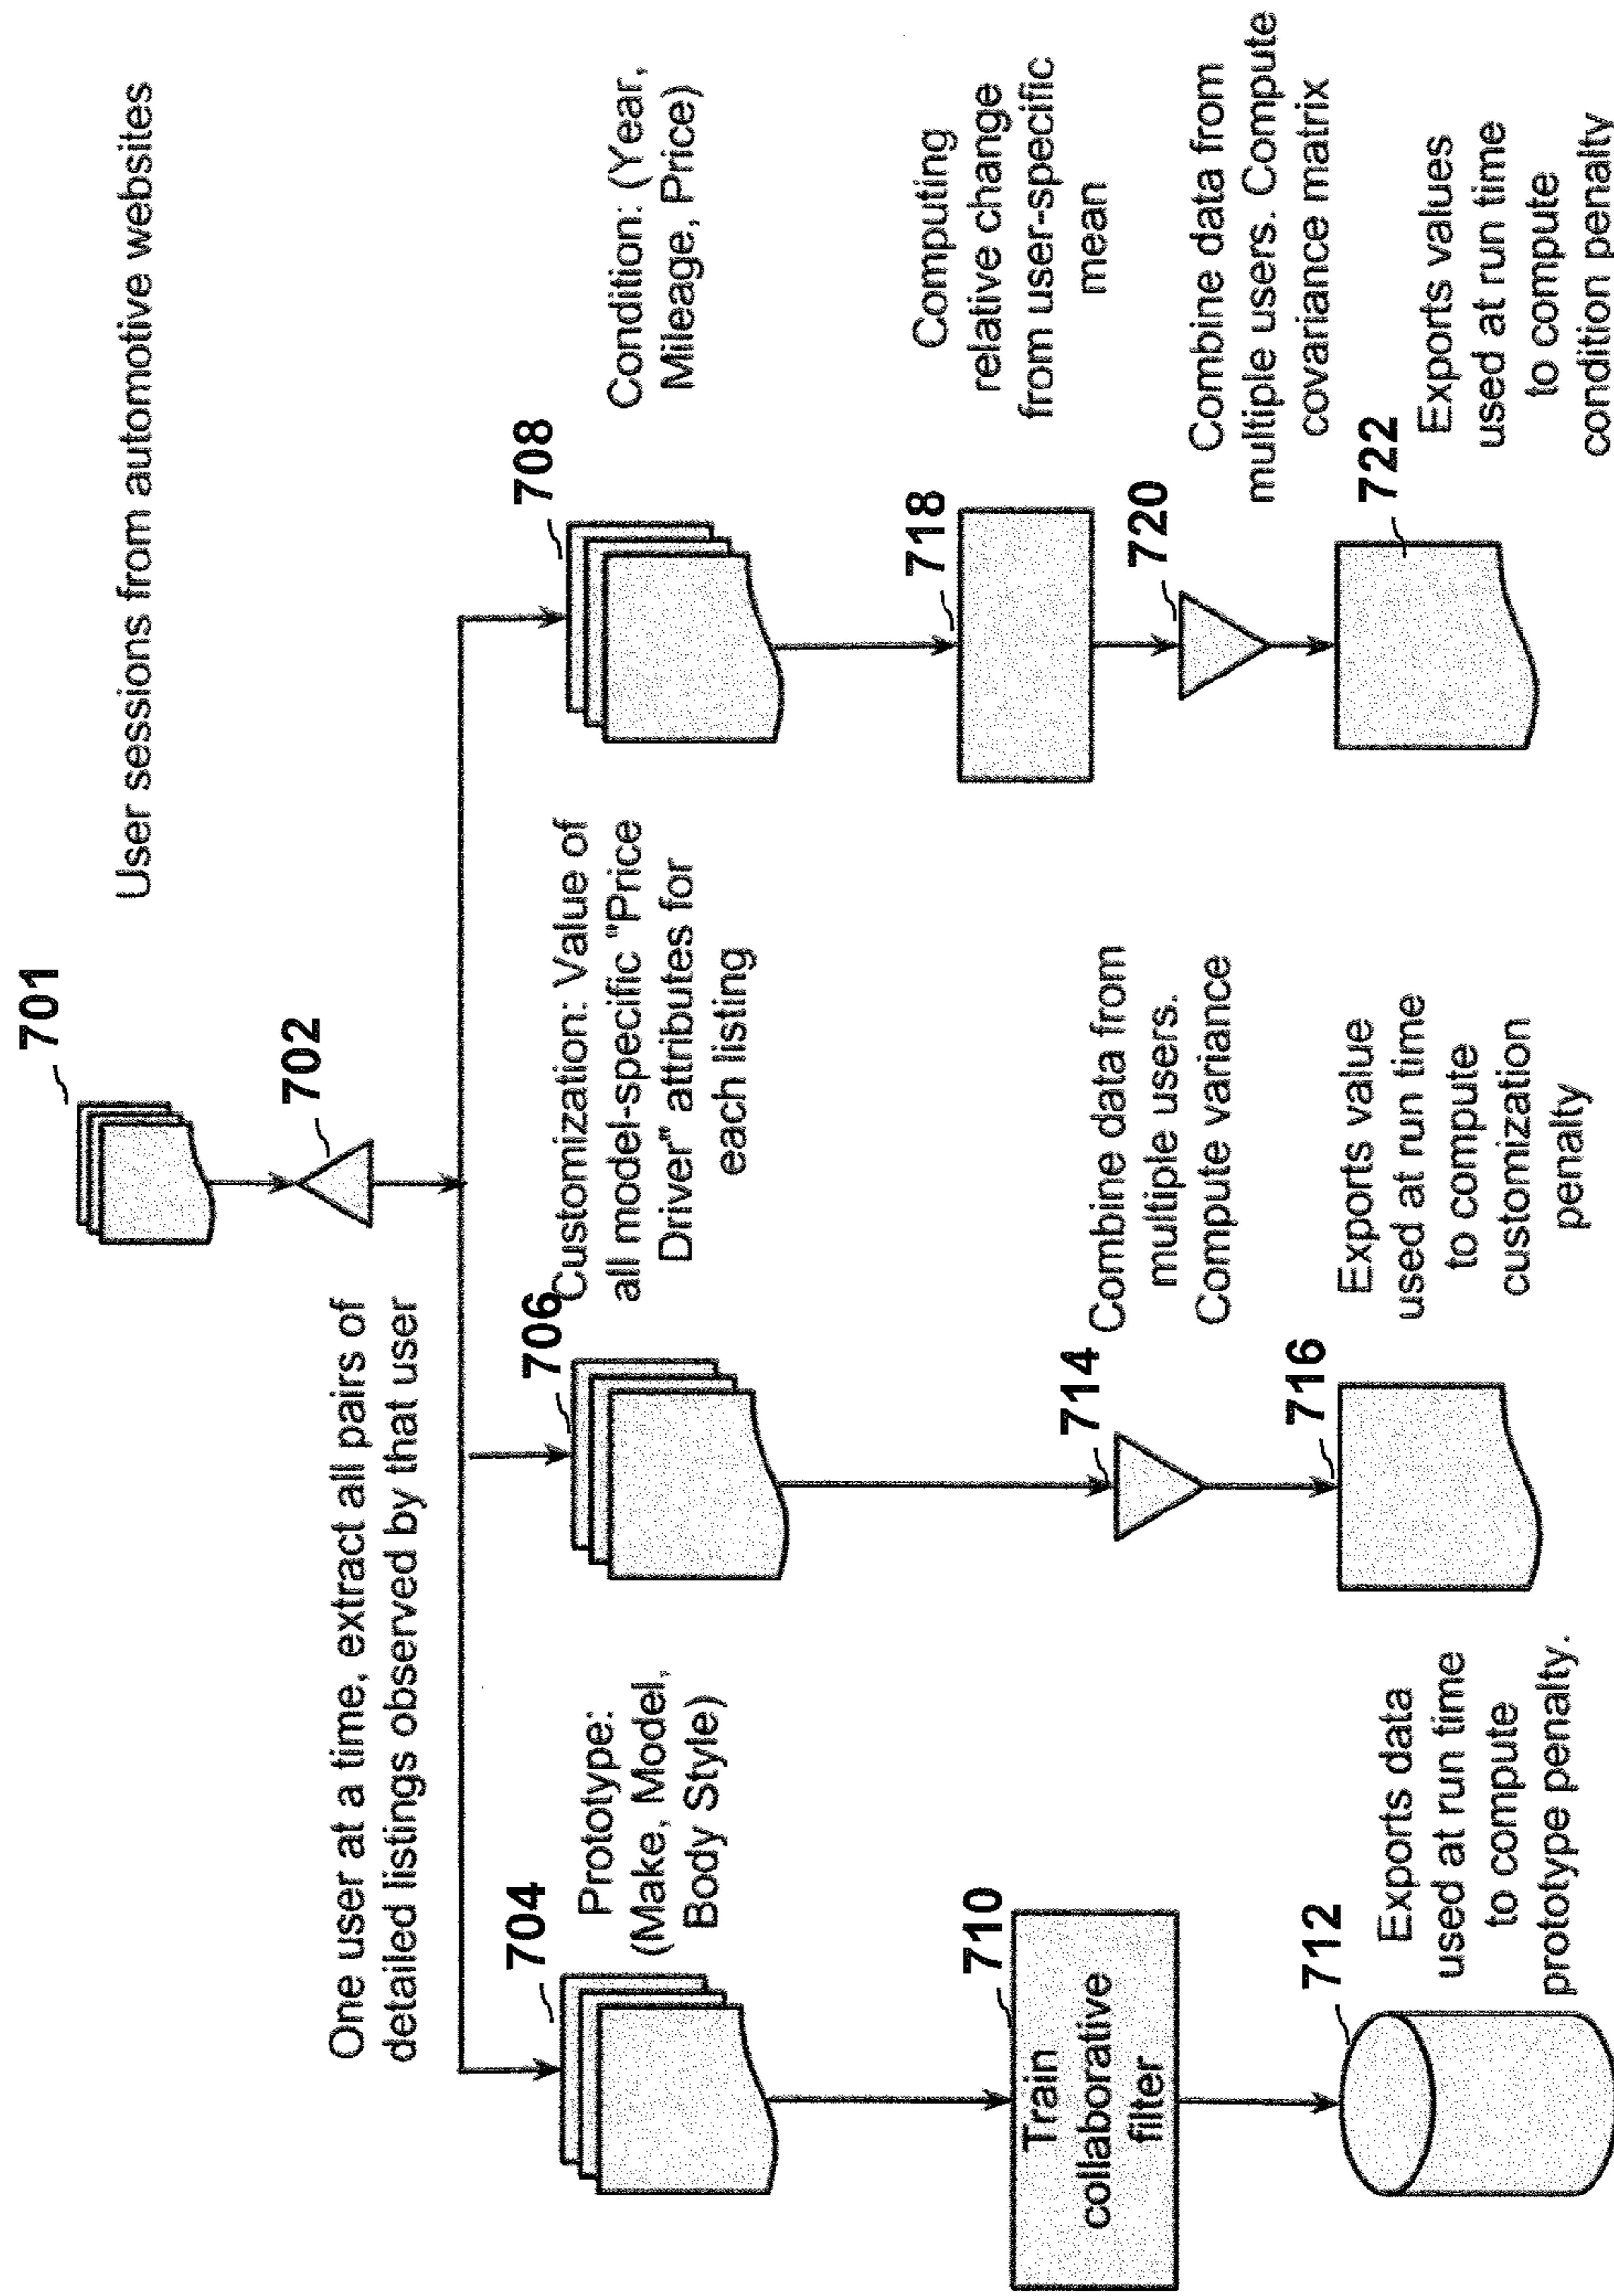 701
User sessions from automotive websites
702
One user at a time, extract all pairs of
detailed listings observed by that user
704
Prototype:
(Make, Model,
Body Style)
706
Customization: Value of
all model-specific "Price
Driver" attributes for
each listing
708
Condition: (Year,
Mileage, Price)
710
Train
collaborative
filter
714
Combine data from
multiple users.
Compute variance
718
Computing
relative change
from user-specific
mean
720
Combine data from
multiple users. Compute
covariance matrix
712
Exports data
used at run time
to compute
prototype penalty.
716
Exports value
used at run time
to compute
customization
penalty
722
Exports values
used at run time
to compute
condition penalty